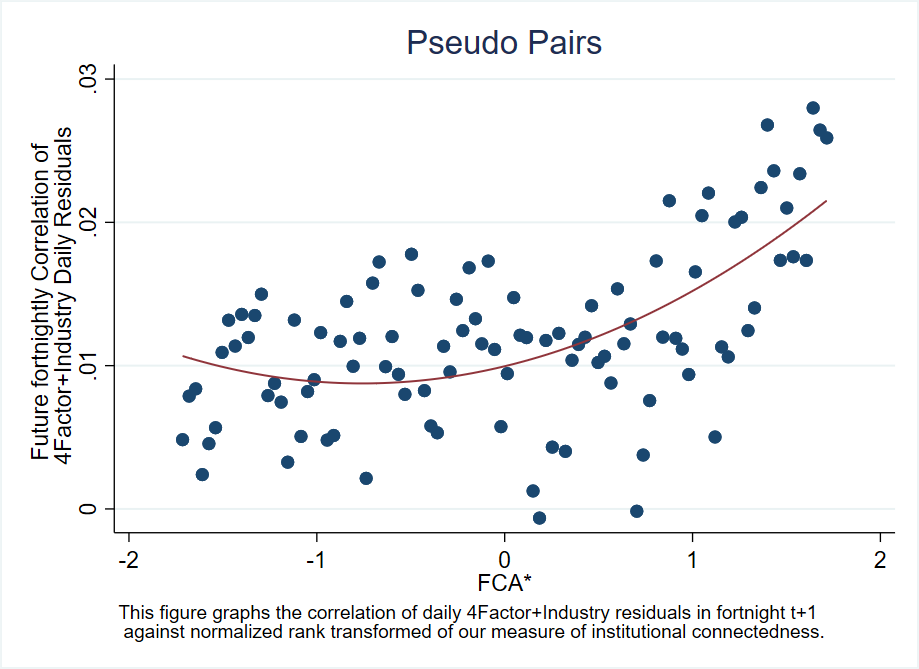 Pseudo Pairs
Future fortnightly Correlation of
4Factor+Industry Daily Residuals
.03
.02
.01
0
-2 -1 0 1 2
FCA*
This figure graphs the correlation of daily 4Factor+Industry residuals in fortnight t+1
against normalized rank transformed of our measure of institutional connectedness.